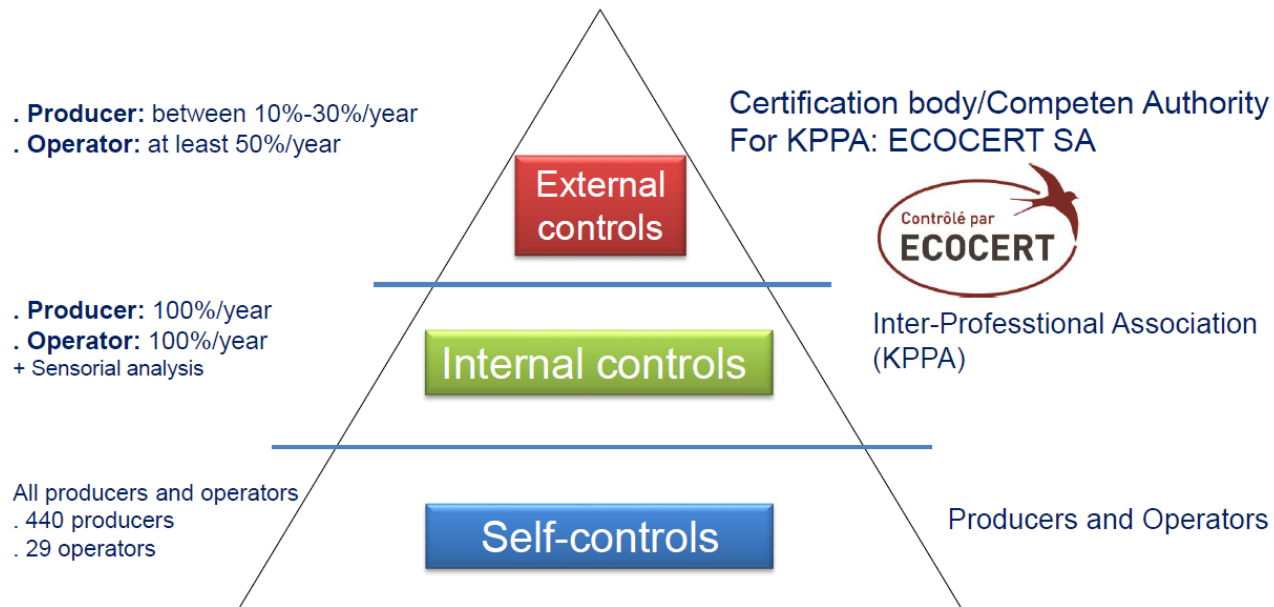 . Producer: between 10%-30%/year
. Operator: at least 50%/year
External
controls
Certification body/Competen Authority
For KPPA: ECOCERT SA
Contrôlé par
ECOCERT
. Producer: 100%/year
. Operator: 100%/year
+ Sensorial analysis
Internal controls
Inter-Professtional Association
(KPPA)
All producers and operators
. 440 producers
. 29 operators
Self-controls
Producers and Operators